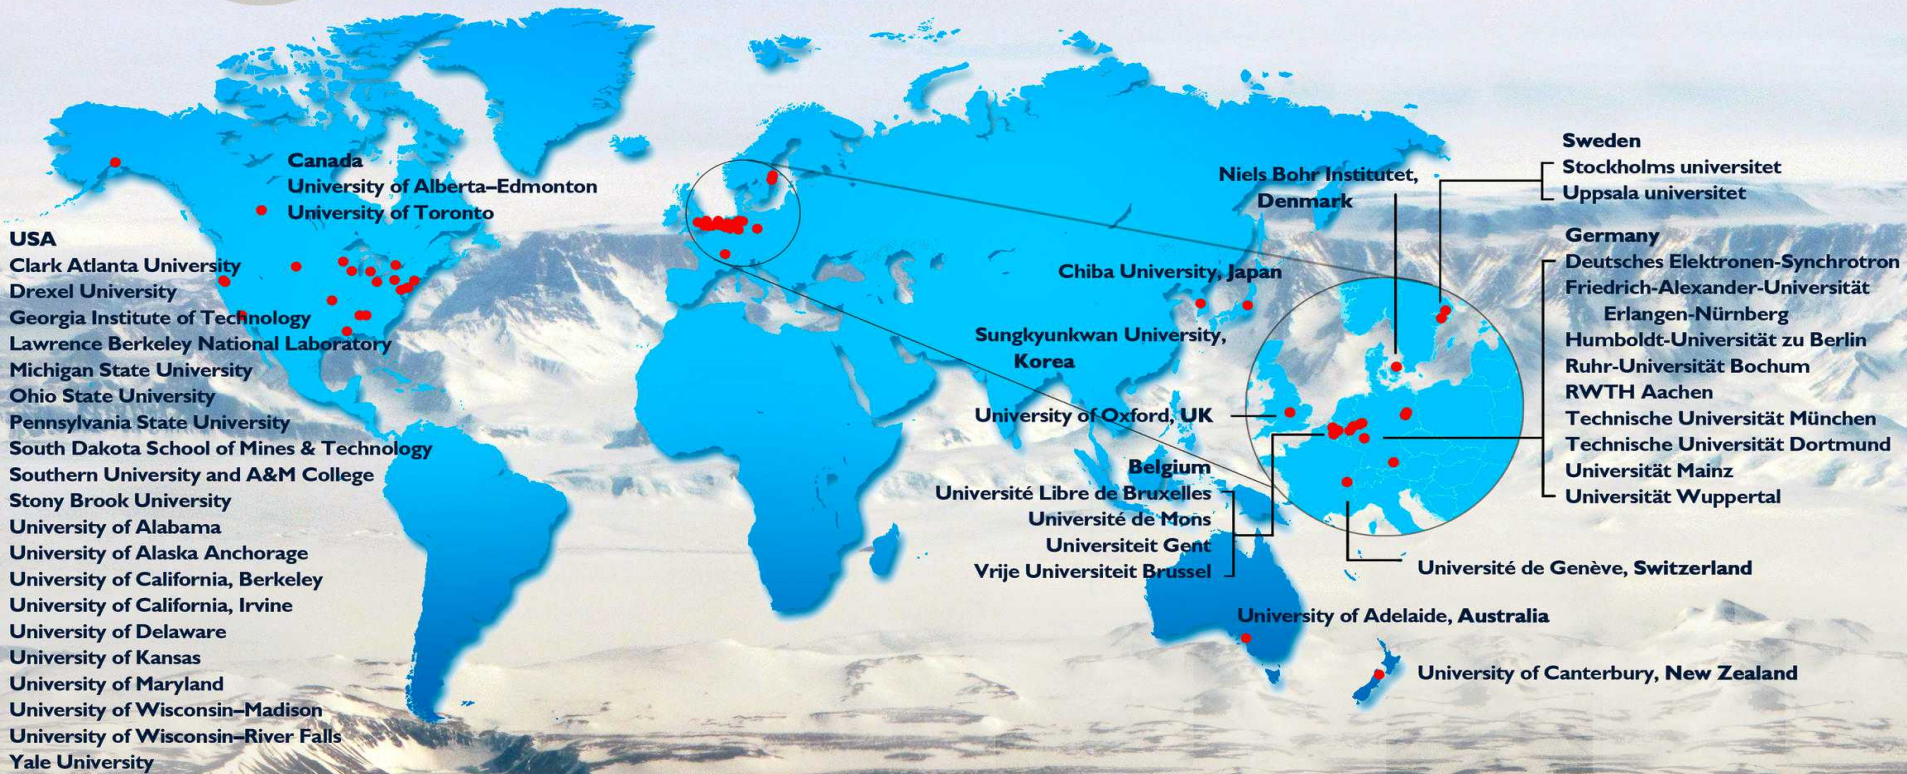 Canada
University of Alberta–Edmonton
University of Toronto
USA
Clark Atlanta University
Drexel University
Georgia Institute of Technology
Lawrence Berkeley National Laboratory
Michigan State University
Ohio State University
Pennsylvania State University
South Dakota School of Mines & Technology
Southern University and A&M College
Stony Brook University
University of Alabama
University of Alaska Anchorage
University of California, Berkeley
University of California, Irvine
University of Delaware
University of Kansas
University of Maryland
University of Wisconsin–Madison
University of Wisconsin–River Falls
Yale University
Niels Bohr Institutet,
Denmark
Chiba University, Japan
Sungkyunkwan University,
Korea
University of Oxford, UK
Belgium
Université Libre de Bruxelles
Université de Mons
Universiteit Gent
Vrije Universiteit Brussel
Sweden
Stockholms universitet
Uppsala universitet
Germany
Deutsches Elektronen-Synchrotron
Friedrich-Alexander-Universität
Erlangen-Nürnberg
Humboldt-Universität zu Berlin
Ruhr-Universität Bochum
RWTH Aachen
Technische Universität München
Technische Universität Dortmund
Universität Mainz
Universität Wuppertal
Université de Genève, Switzerland
University of Adelaide, Australia
University of Canterbury, New Zealand